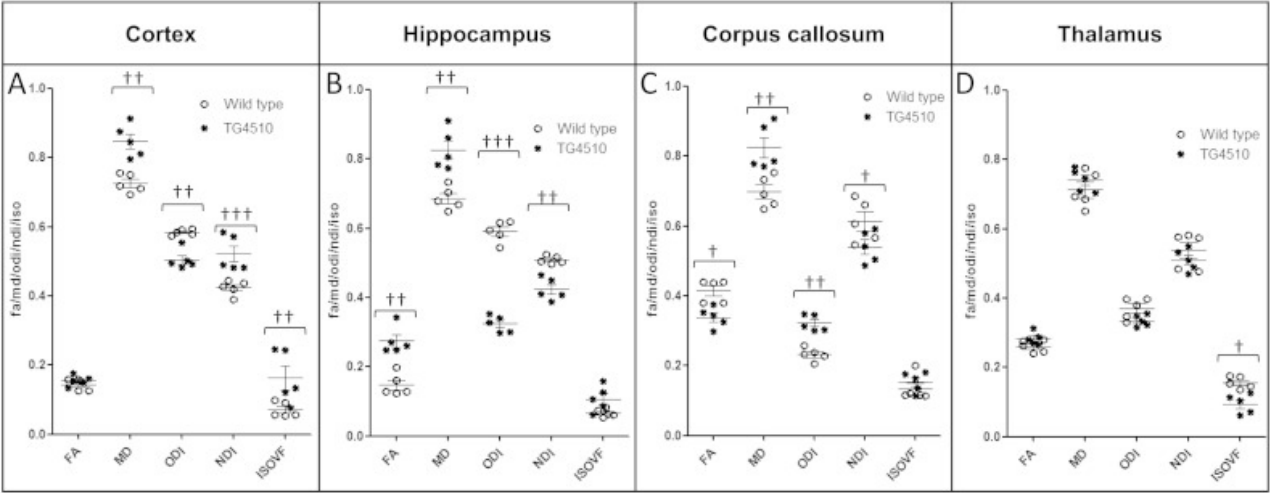 Cortex
Hippocampus
Corpus callosum
Thalamus
A
fa/md/odi/ndi/iso
1.0
0.8
0.6
0.4
0.2
0.0
††
††
†††
††
Wild type
TG4510
FA
MD
ODI
NDI
ISOVF
B
fa/md/odi/ndi/iso
1.0
0.8
0.6
0.4
0.2
0.0
††
††
†††
††
Wild type
TG4510
FA
MD
ODI
NDI
ISOVF
C
fa/md/odi/ndi/iso
1.0
0.8
0.6
0.4
0.2
0.0
†
††
††
†
Wild type
TG4510
FA
MD
ODI
NDI
ISOVF
D
fa/md/odi/ndi/iso
1.0
0.8
0.6
0.4
0.2
0.0
†
Wild type
TG4510
FA
MD
ODI
NDI
ISOVF